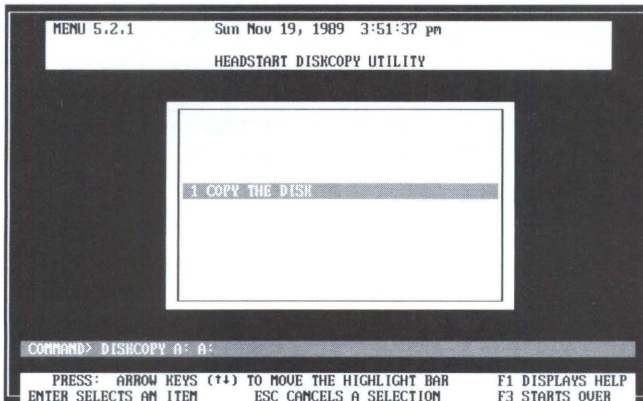 MENU 5.2.1 Sun Nov 19, 1989 3:51:37 pm
HEADSTART DISKCOPY UTILITY
1 COPY THE DISK
COMMAND> DISKCOPY A: A:
PRESS: ARROW KEYS (↑↓) TO MOVE THE HIGHLIGHT BAR F1 DISPLAYS HELP
ENTER SELECTS AN ITEM ESC CANCELS A SELECTION F3 STARTS OVER